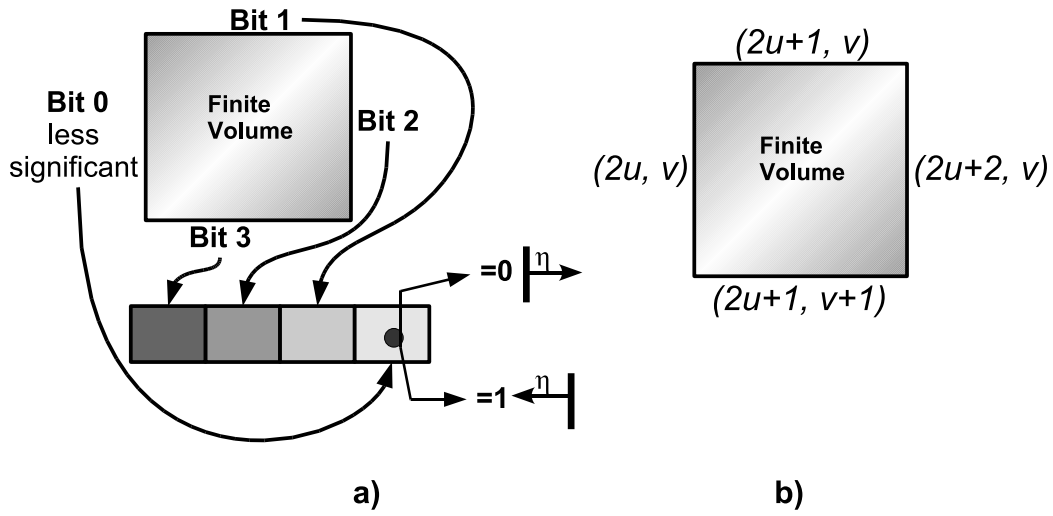 Bit 1
Finite
Volume
Bit 0
less
significant
Bit 2
Bit 3
=0
η
=1
η
a)
(2u+1, v)
(2u, v)
Finite
Volume
(2u+2, v)
(2u+1, v+1)
b)